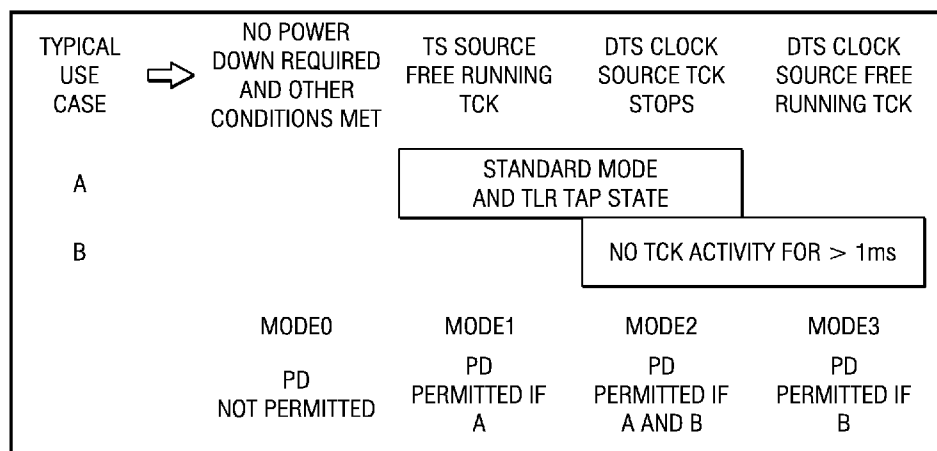 TYPICAL
USE
CASE
NO POWER
DOWN REQUIRED
AND OTHER
CONDITIONS MET
TS SOURCE
FREE RUNNING
TCK
DTS CLOCK
SOURCE TCK
STOPS
DTS CLOCK
SOURCE FREE
RUNNING TCK
A
STANDARD MODE
AND TLR TAP STATE
B
NO TCK ACTIVITY FOR > 1ms
MODE0
MODE1
MODE2
MODE3
PD
NOT PERMITTED
PD
PERMITTED IF
A
PD
PERMITTED IF
A AND B
PD
PERMITTED IF
B